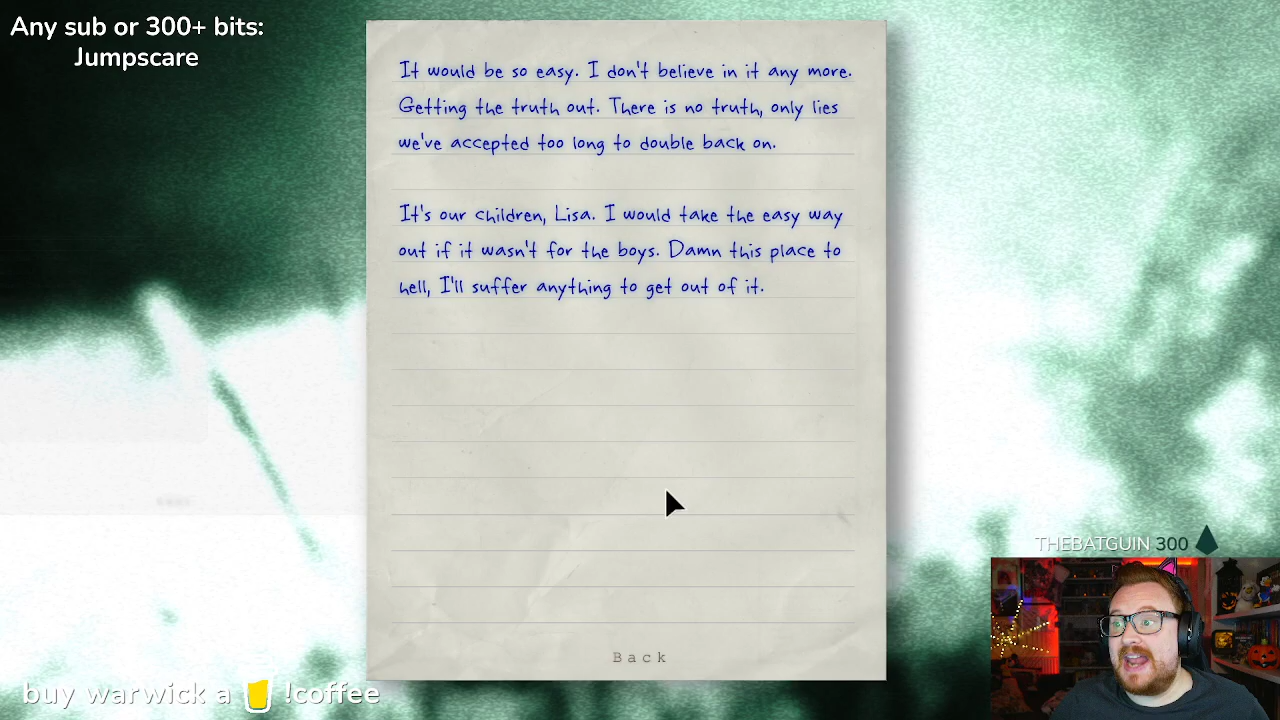 Any sub or 300+ bits:
Jumpscare
It would be so easy. I don't believe in it any more.
Getting the truth out. There is no truth, only lies
we've accepted too long to double back on.
It's our children, Lisa. I would take the easy way
out if it wasn't for the boys. Damn this place to
hell, I'll suffer anything to get out of it.
Back
THEBATGUIN 300
buy warwick a !coffee